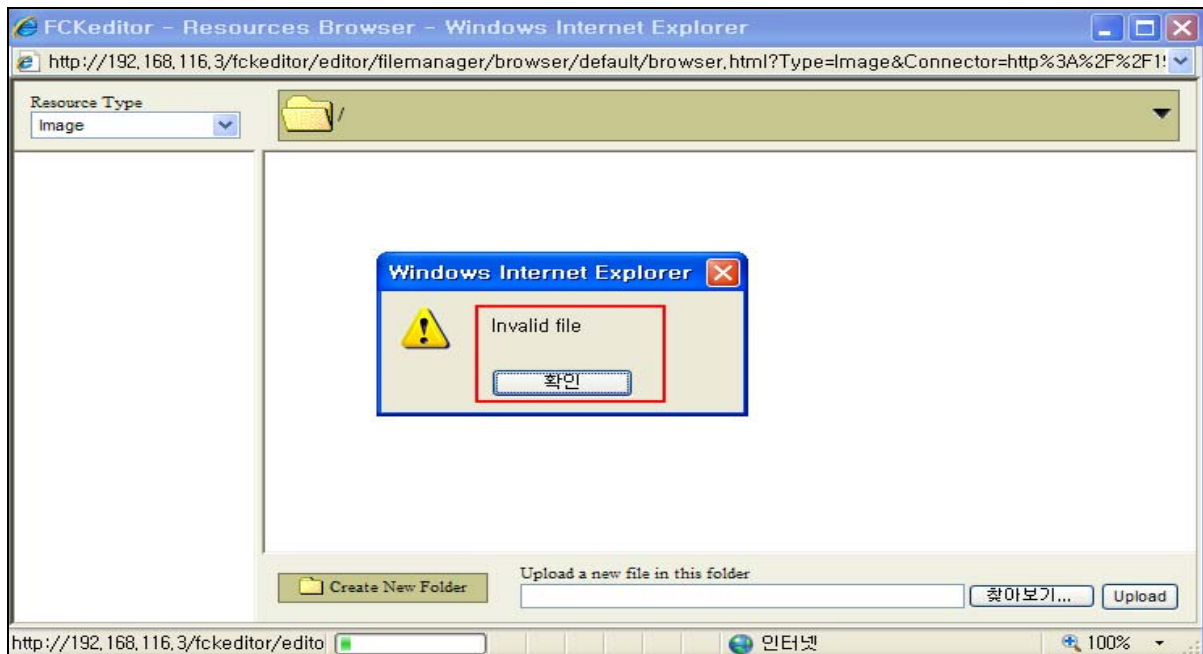 FCKeditor - Resources Browser - Windows Internet Explorer
http://192.168.116.3/fckeditor/editor/filemanager/browser/default/browser.html?Type=Image&Connector=http%3A%2F%2F1
Resource Type
Image
/
Windows Internet Explorer
Invalid file
확인
Create New Folder
Upload a new file in this folder
찾아보기...
Upload
http://192.168.116.3/fckeditor/edito
인터넷
100%